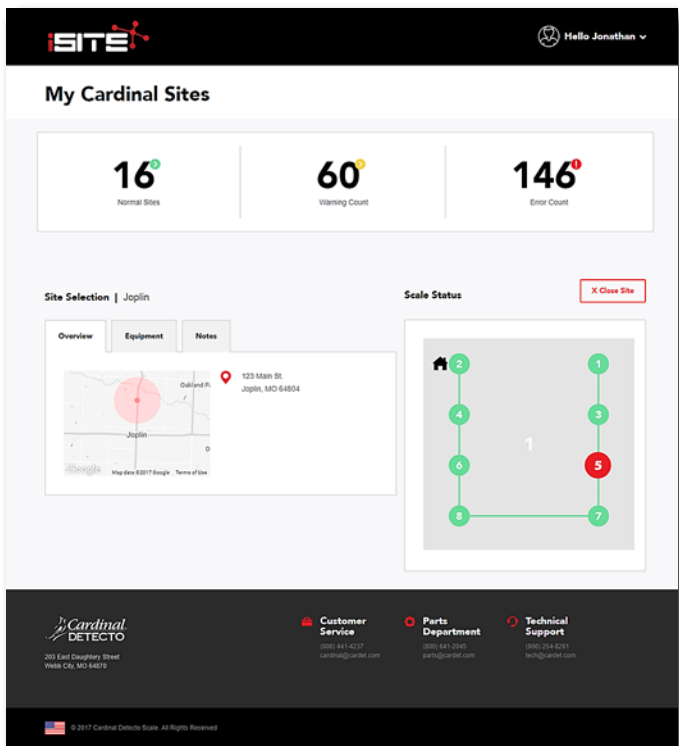 iSITE
Hello Jonathan
My Cardinal Sites
16
Normal Sites
60
Warning Count
146
Error Count
Site Selection | Joplin
Overview
Equipment
Notes
Oakland P
Joplin
D
Google
Map data ©2017 Google
Terms of Use
123 Main St.
Joplin, MO 64804
Scale Status
X Close Site
2
1
4
3
1
6
5
8
7
Cardinal
DETECTO
203 East Daughtery Street
Webb City, MO 64870
Customer
Service
(800) 441-4237
cardinal@cardet.com
Parts
Department
(800) 641-2045
parts@cardet.com
Technical
Support
(866) 254-8261
tech@cardet.com
© 2017 Cardinal Detecto Scale. All Rights Reserved